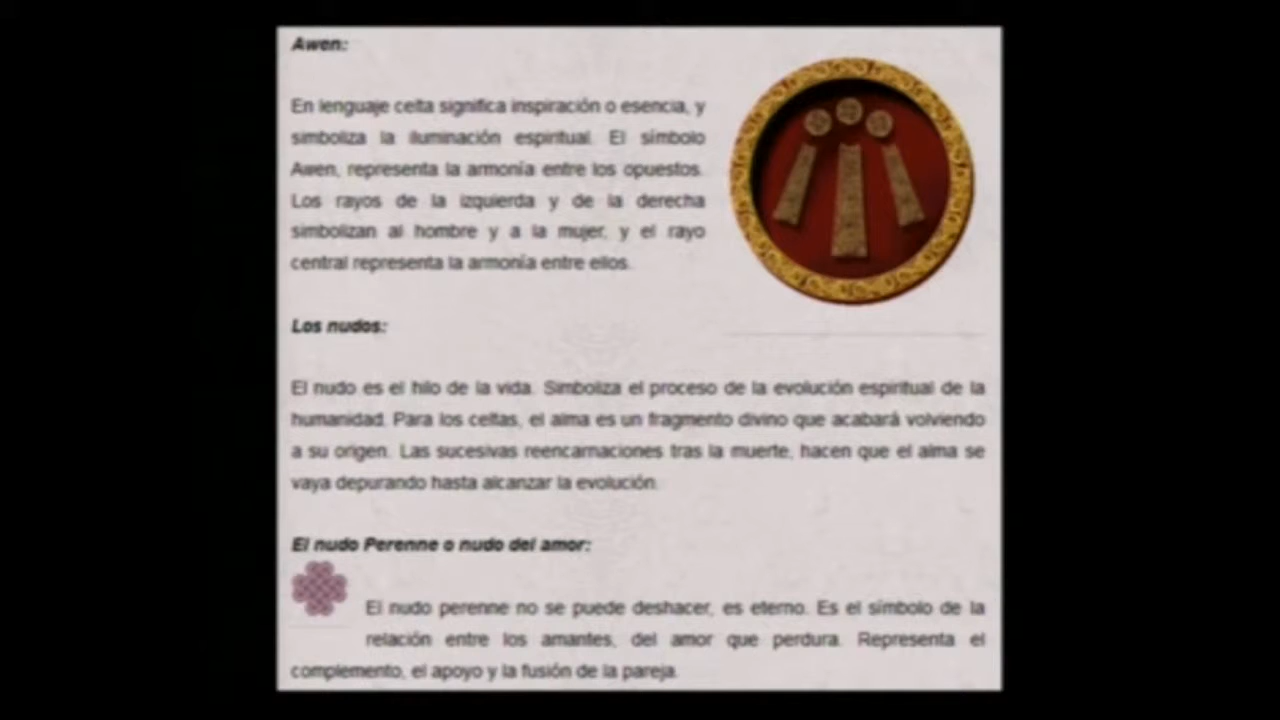 Awen:
En lenguaje celta significa inspiración o esencia, y
simboliza la iluminación espiritual. El símbolo
Awen, representa la armonía entre los opuestos.
Los rayos de la izquierda y de la derecha
simbolizan al hombre y a la mujer, y el rayo
central representa la armonía entre ellos.
Los nudos:
El nudo es el hilo de la vida. Simboliza el proceso de la evolución espiritual de la
humanidad. Para los celtas, el alma es un fragmento divino que acabará volviendo
a su origen. Las sucesivas reencarnaciones tras la muerte, hacen que el alma se
vaya depurando hasta alcanzar la evolución.
El nudo Perenne o nudo del amor:
El nudo perenne no se puede deshacer, es eterno. Es el símbolo de la
relación entre los amantes, del amor que perdura. Representa el
complemento, el apoyo y la fusión de la pareja.